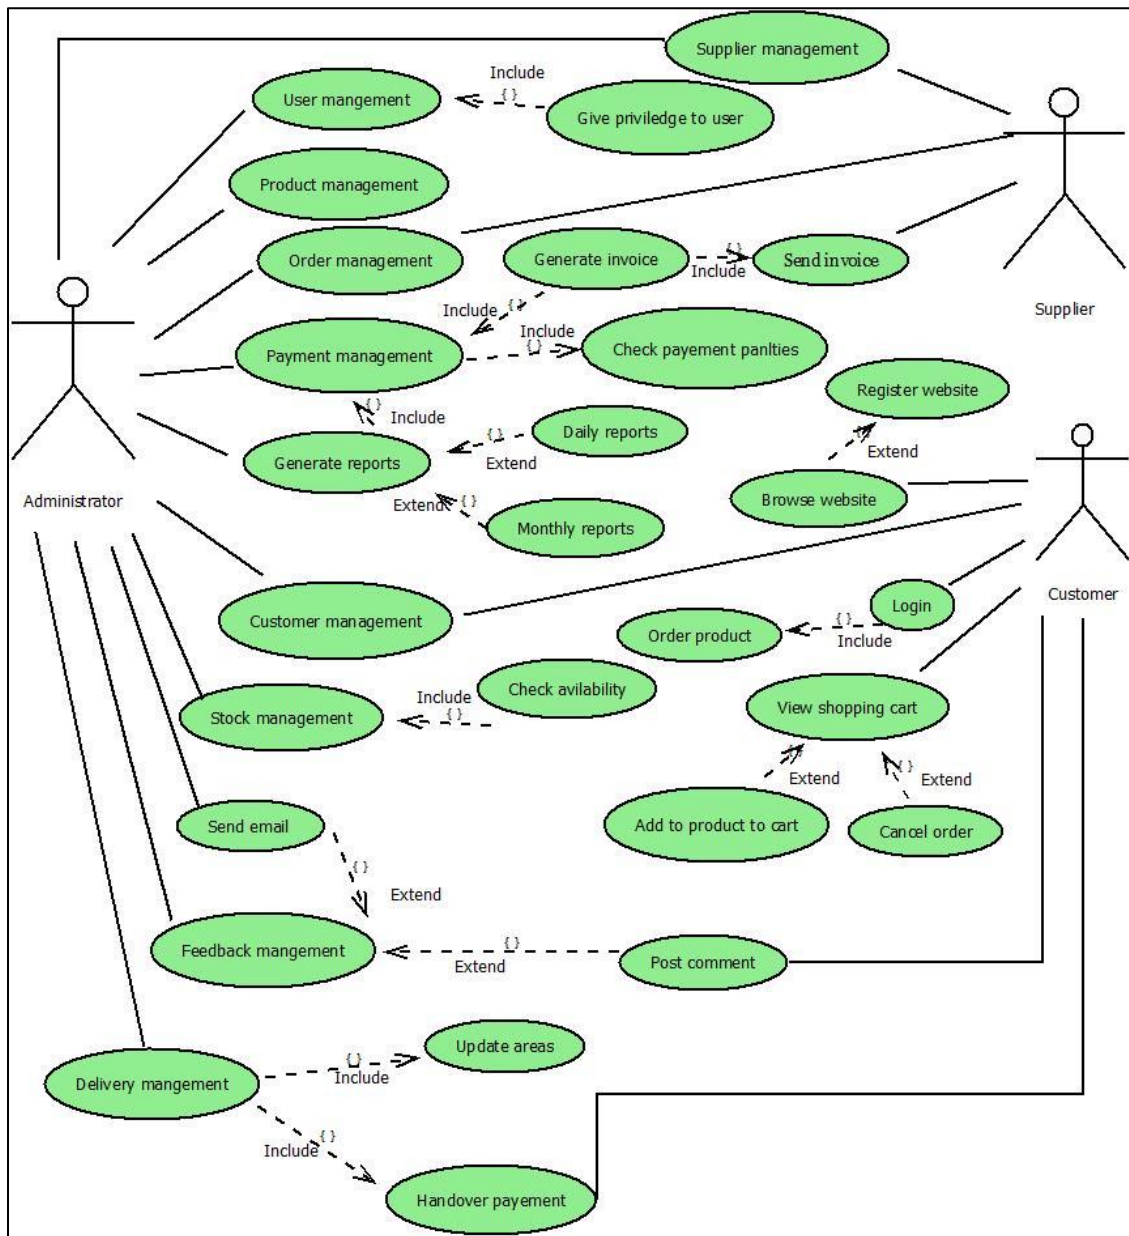 Supplier management
Include
{ }
User mangement
Give priviledge to user
Product management
Order management
Generate invoice
{ }
Include
Send invoice
Supplier
Include
{ }
Payment management
Include
{ }
Check payement panlties
Register website
{ }
Include
Daily reports
{ }
Extend
Generate reports
{ }
Extend
Administrator
Extend
{ }
Monthly reports
Browse website
Customer
Customer management
Login
{ }
Include
Order product
Check avilability
Include
{ }
Stock management
View shopping cart
{ }
Extend
{ }
Extend
Send email
Add to product to cart
Cancel order
{ }
Extend
Feedback mangement
{ }
Extend
Post comment
Update areas
{ }
Include
Delivery mangement
{ }
Include
Handover payement